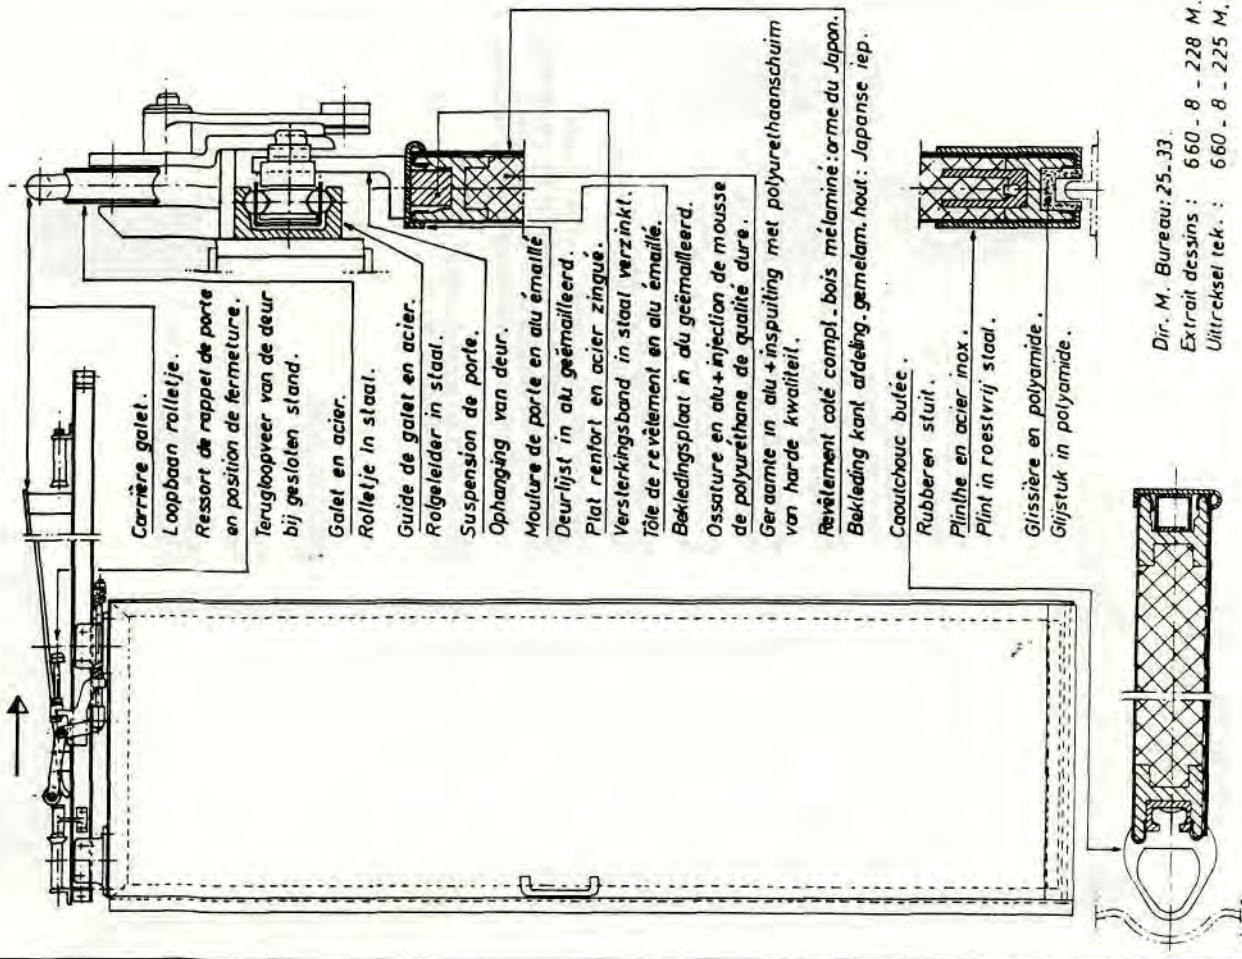 Carrière galet.
Loopbaan rolletje.
Ressort de rappel de porte
en position de fermeture.
Terugloopveer van de deur
bij gesloten stand.
Galet en acier.
Rolletje in staal.
Guide de galet en acier.
Rolgeleider in staal.
Suspension de porte.
Ophanging van deur.
Moulure de porte en alu émaillé
Deurlijst in alu geëmailleerd.
Plat renfort en acier zingué.
Versterkingsband in staal verzinkt.
Tôle de revêtement en alu émaillé.
Bekledingsplaat in alu geëmailleerd.
Ossature en alu + injection de mousse
de polyuréthane de qualité dure.
Geraamte in alu + inspuiting met polyurethaanschuim
van harde kwaliteit.
Revêtement coté compt. bois mélaminé: orme du Japon.
Bekleding kant afdeling. gemelam. hout: Japanse iep.
Caoutchouc butée.
Rubberen stuit.
Plinthe en acier inox.
Plint in roestvrij staal.
Glissière en polyamide.
Glijstuk in polyamide.
Dir. M. Bureau: 25.33.
Extrait dessins : 660 - 8 - 228 M.
Uittreksel tek. : 660 - 8 - 225 M.